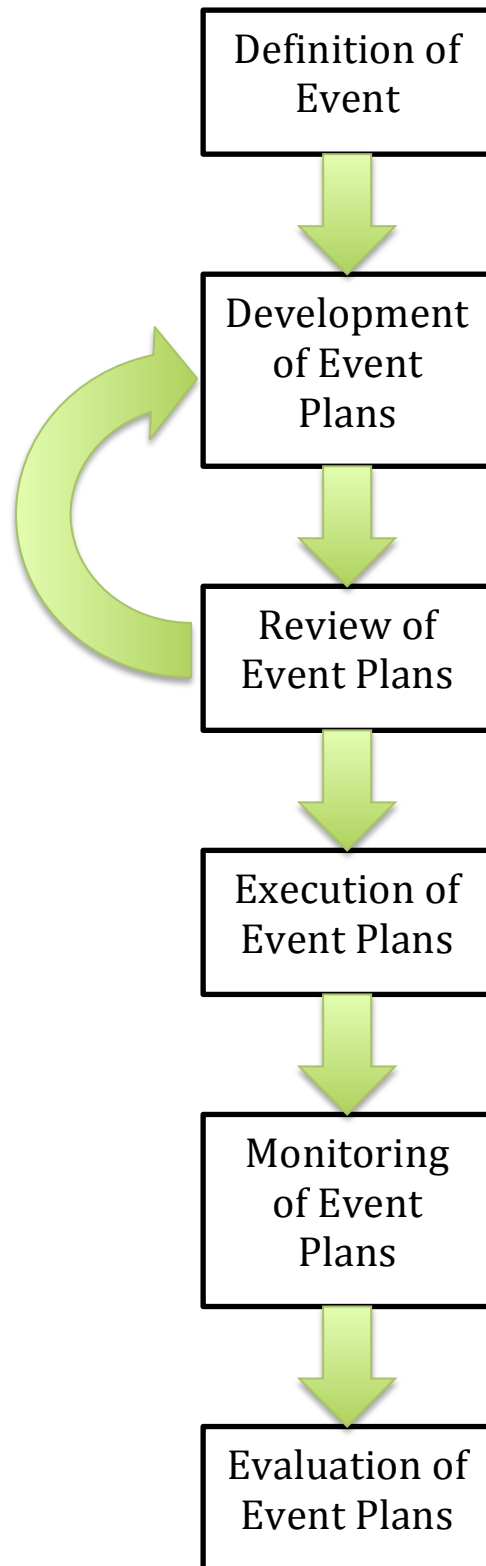 Definition of
Event
Development
of Event
Plans
Review of
Event Plans
Execution of
Event Plans
Monitoring
of Event
Plans
Evaluation of
Event Plans